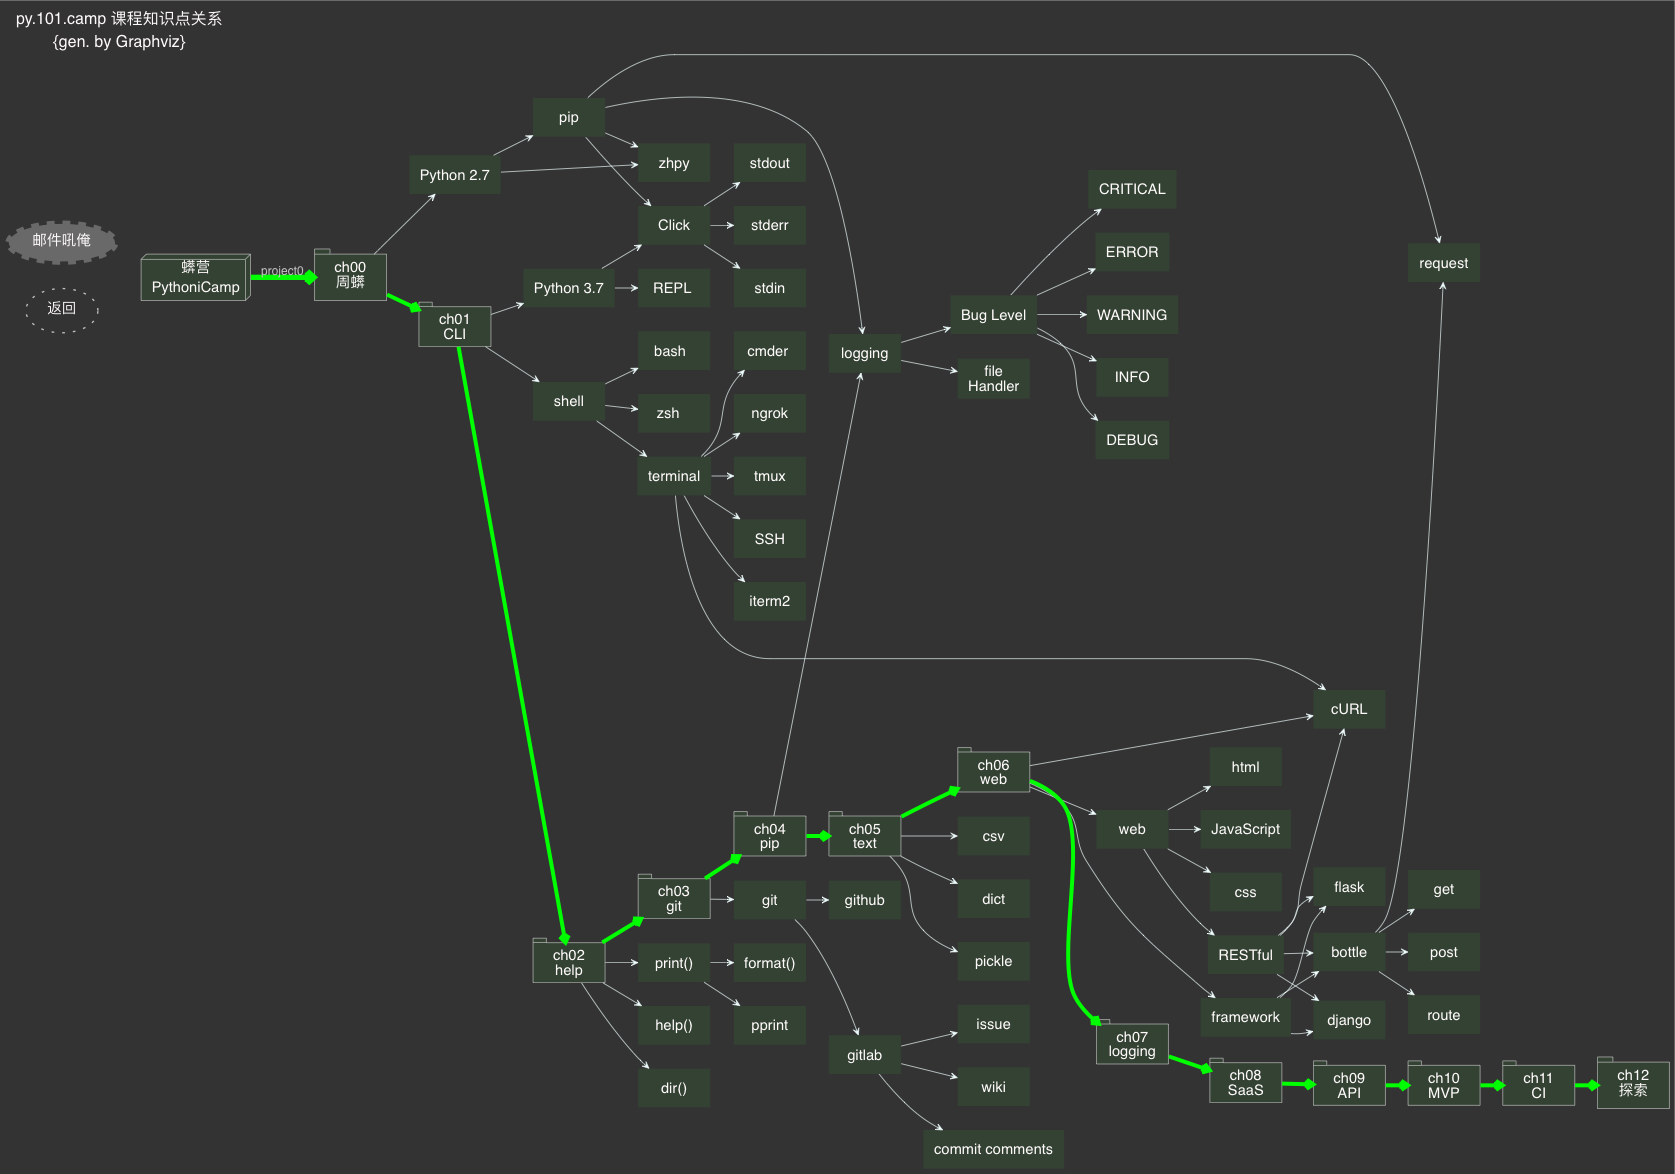 py.101.camp 课程知识点关系
{gen. by Graphviz}
邮件吼俺
返回
蟒营
PythoniCamp
project0
ch00
周蟒
ch01
CLI
Python 2.7
pip
zhpy
Click
stdout
stderr
stdin
Python 3.7
REPL
shell
bash
zsh
terminal
cmder
ngrok
tmux
SSH
iterm2
logging
Bug Level
file
Handler
CRITICAL
ERROR
WARNING
INFO
DEBUG
request
cURL
ch02
help
print()
format()
pprint
help()
dir()
ch03
git
git
github
gitlab
issue
wiki
commit comments
ch04
pip
ch05
text
csv
dict
pickle
ch06
web
web
html
JavaScript
css
RESTful
framework
flask
bottle
django
get
post
route
ch07
logging
ch08
SaaS
ch09
API
ch10
MVP
ch11
CI
ch12
探索